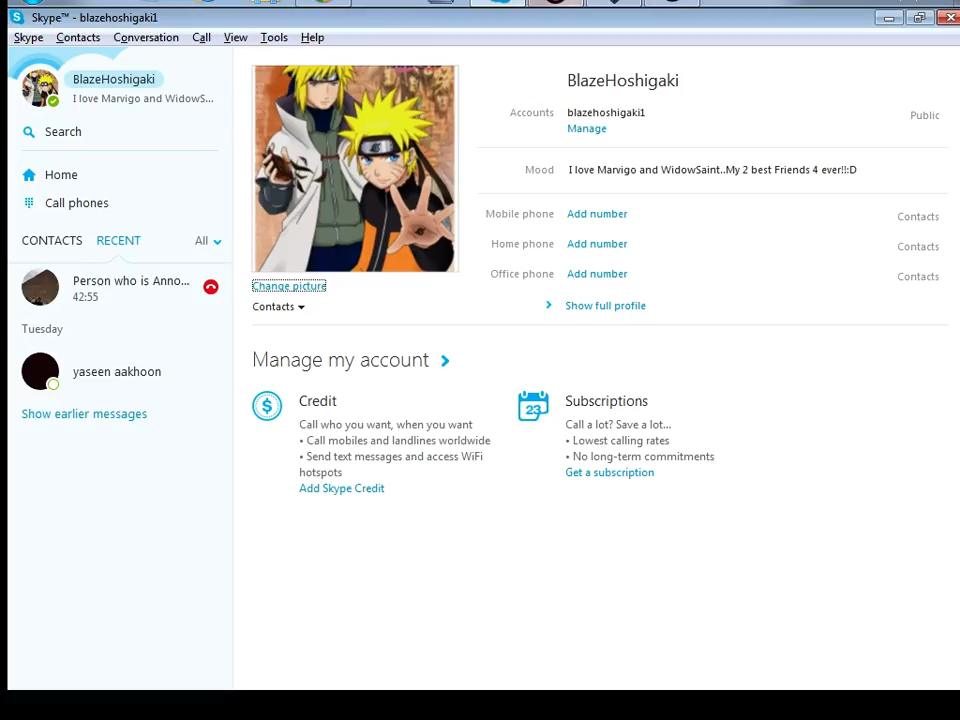 Skype™ - blazehoshigaki1
Skype Contacts Conversation Call View Tools Help
BlazeHoshigaki
I love Marvigo and WidowS...
Search
Home
Call phones
CONTACTS RECENT All
Person who is Anno...
42:55
Tuesday
yaseen aakhoon
Show earlier messages
Change picture
Contacts
BlazeHoshigaki
Accounts blazehoshigaki1 Public
Manage
Mood I love Marvigo and WidowSaint..My 2 best Friends 4 ever!!:D
Mobile phone Add number Contacts
Home phone Add number Contacts
Office phone Add number Contacts
Show full profile
Manage my account
$ Credit
Call who you want, when you want
• Call mobiles and landlines worldwide
• Send text messages and access WiFi
hotspots
Add Skype Credit
23 Subscriptions
Call a lot? Save a lot...
• Lowest calling rates
• No long-term commitments
Get a subscription